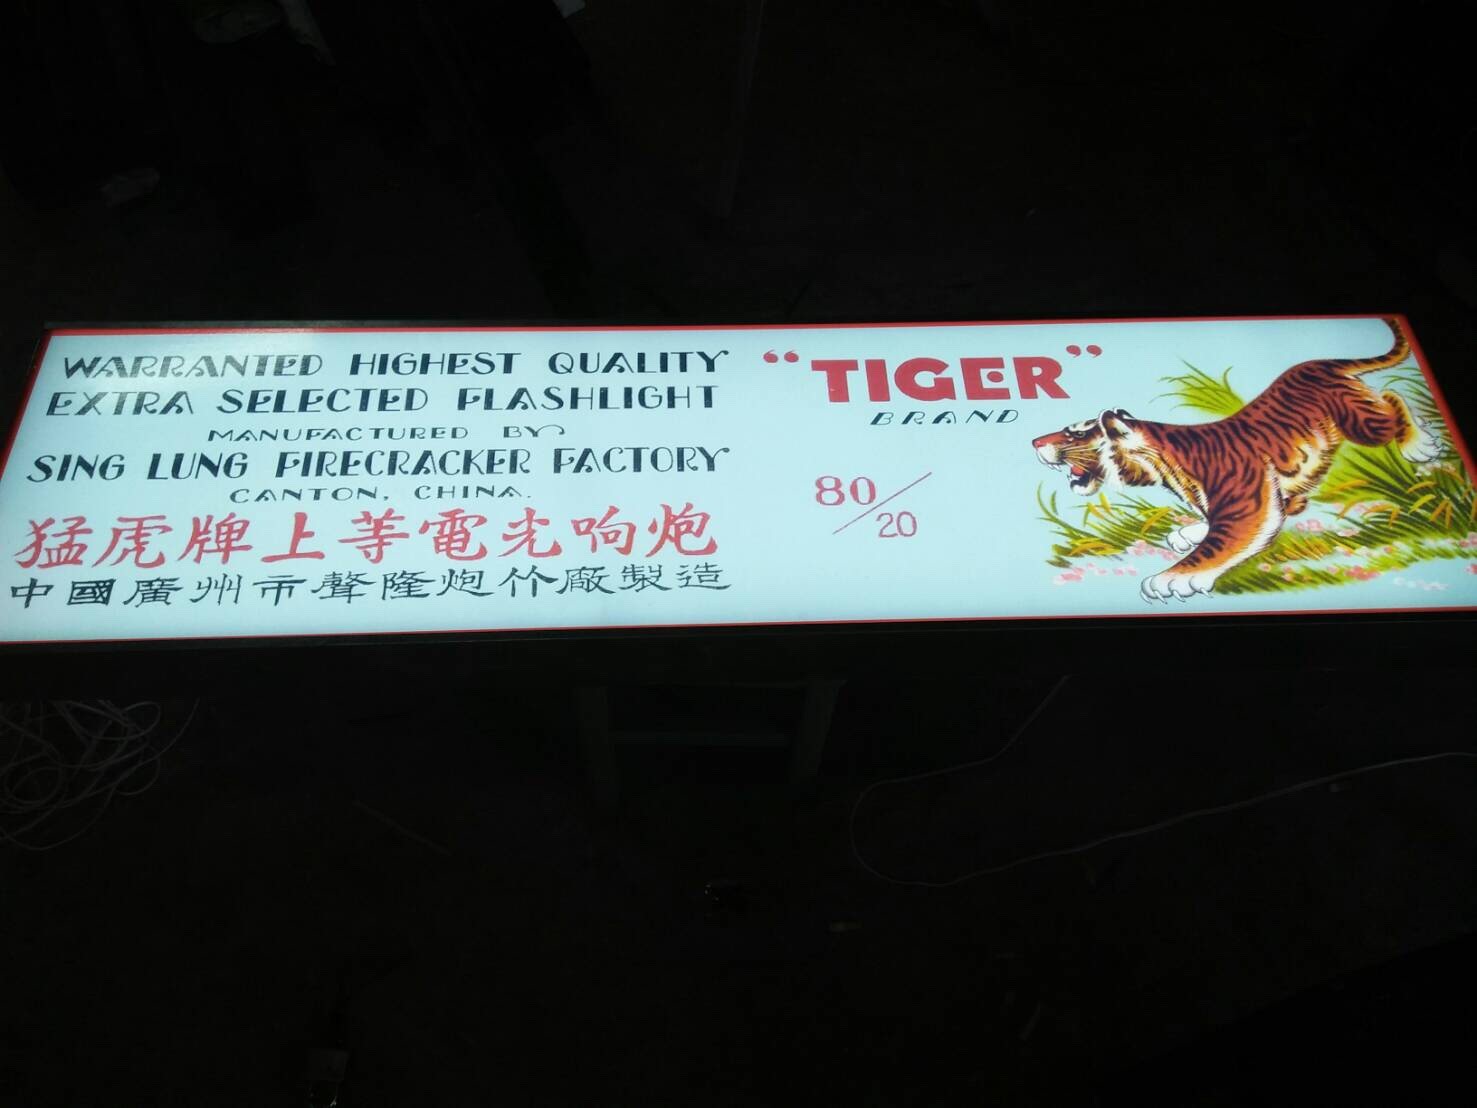 WARRANTED HIGHEST QUALITY
EXTRA SELECTED FLASHLIGHT
MANUFACTURED BY
SING LUNG FIRECRACKER FACTORY
CANTON, CHINA.
猛虎牌上等電光响炮
中國廣州市聲隆炮竹廠製造
"TIGER"
BRAND
80/20